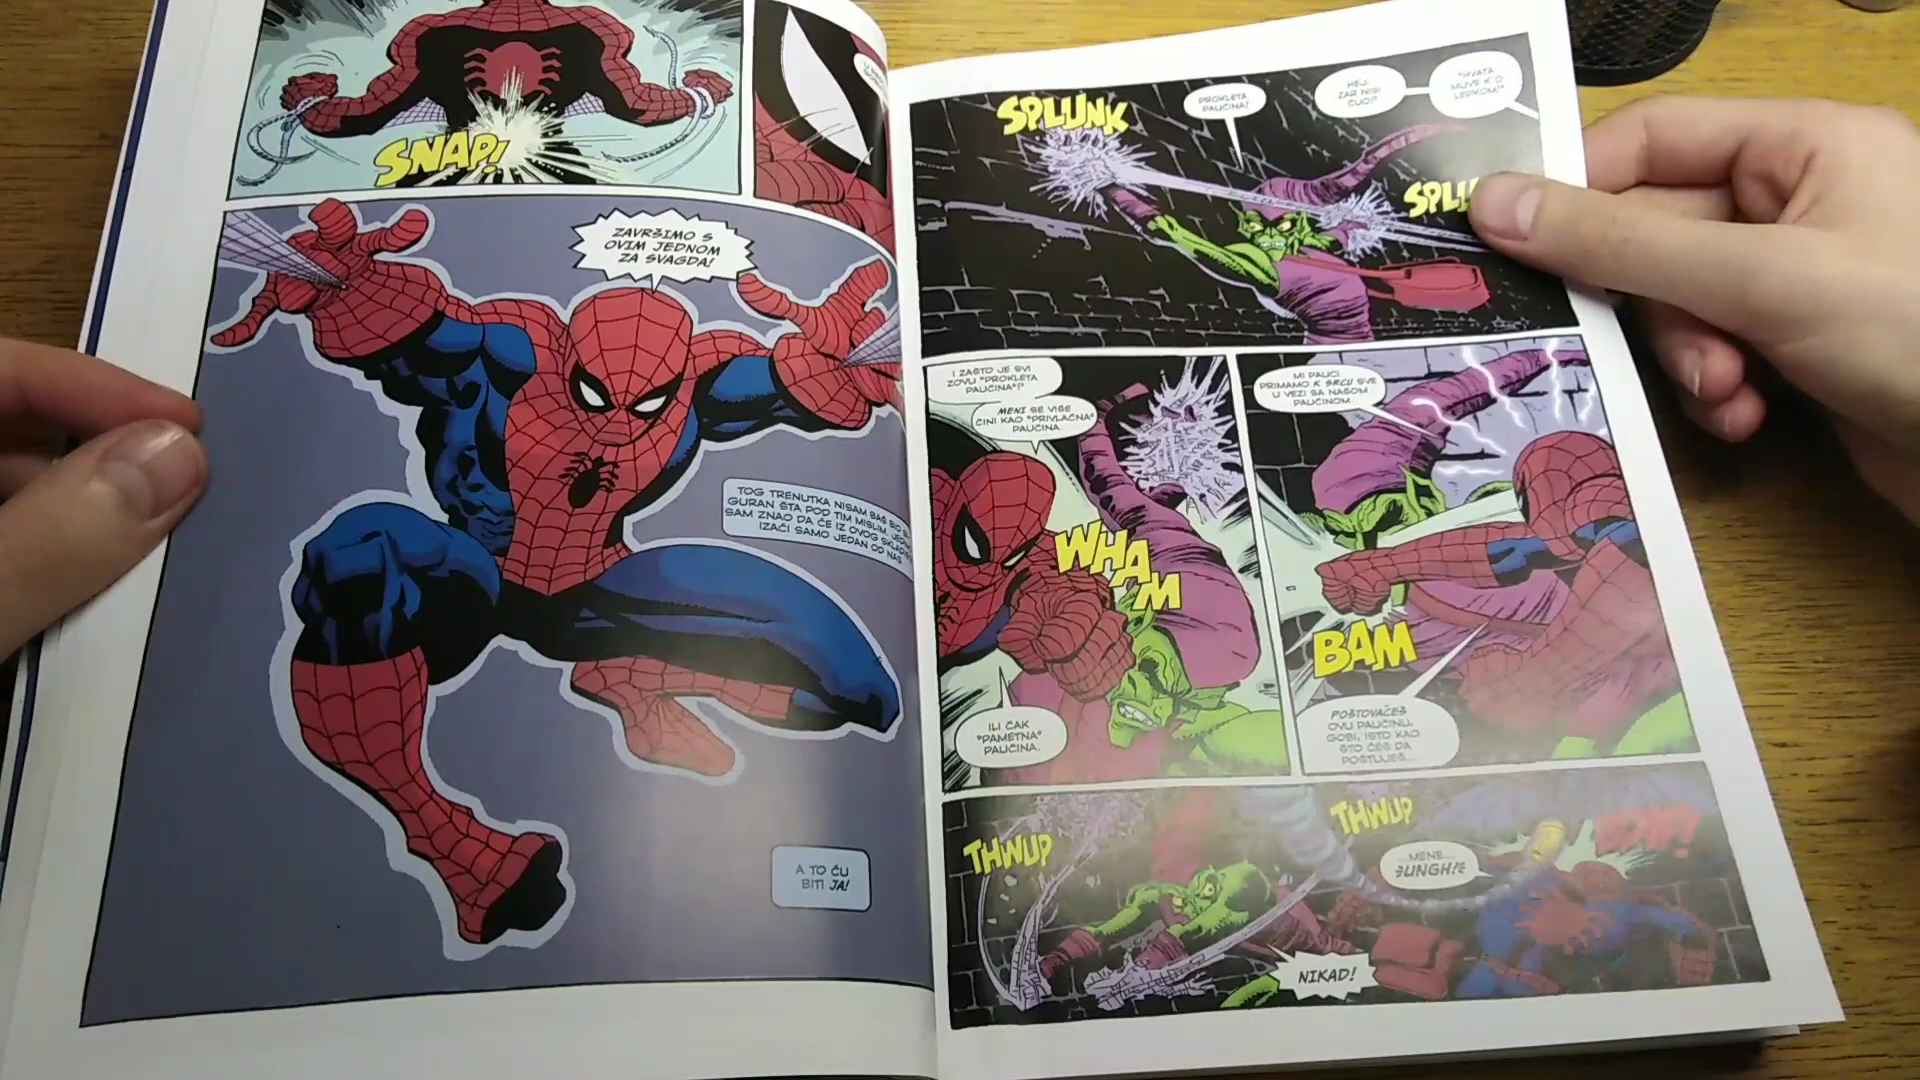 SNAP!
ZAVRŠIMO S
OVIM JEDNOM
ZA SVAGDA!
TOG TRENUTKA NISAM BAŠ BIO
GURAN ŠTA POD TIM MISLIM.
SAM ZNAO DA ĆE IZ OVOG
IZAĆI SAMO JEDAN OD NAS
A TO ĆU
BITI JA!
SPLUNK
PROKLETA
PAUČINA!
HEJ,
ZAR NISI
ČUO?
"HVATA
MUVE K'O
LEPKOM!"
SPLU
I ZAŠTO JE SVI
ZOVU "PROKLETA
PAUČINA"?
MENI SE VIŠE
ČINI KAO "PRIVLAČNA"
PAUČINA.
WHA
M
ILI ČAK
"PAMETNA"
PAUČINA.
MI PAUCI
PRIMAMO K SRCU SVE
U VEZI SA NAŠOM
PAUČINOM.
BAM
POŠTOVAĆEŠ
OVU PAUČINU,
GOBI, ISTO KAO
ŠTO ĆEŠ DA
POŠTUJEŠ...
THWUP
THWUP
...MENE...
NIKAD!